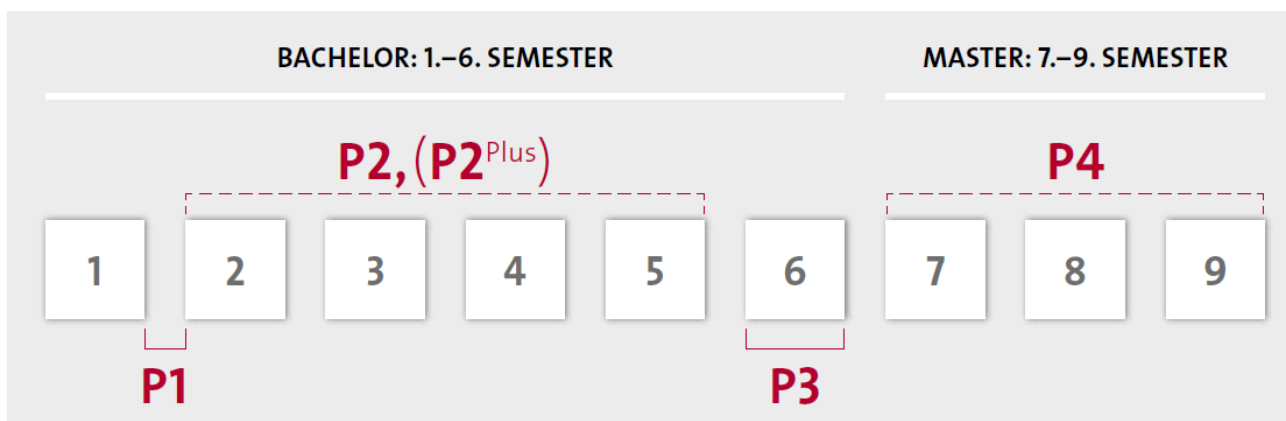 BACHELOR: 1.–6. SEMESTER
MASTER: 7.–9. SEMESTER
P2, (P2Plus)
P4
1 2 3 4 5 6 7 8 9
P1
P3